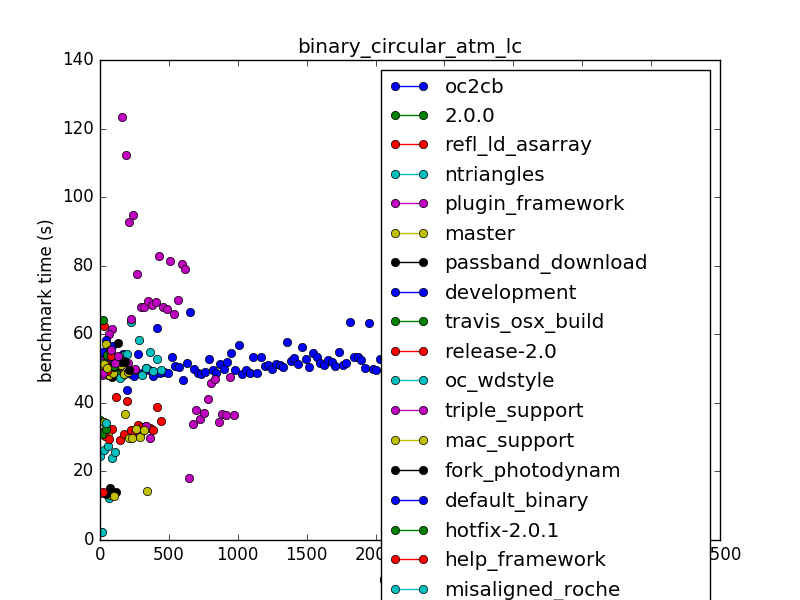 binary_circular_atm_lc
140
120
100
80
60
40
20
0
benchmark time (s)
0
500
1000
1500
oc2cb
2.0.0
refl_ld_asarray
ntriangles
plugin_framework
master
passband_download
development
travis_osx_build
release-2.0
oc_wdstyle
triple_support
mac_support
fork_photodynam
default_binary
hotfix-2.0.1
help_framework
misaligned_roche